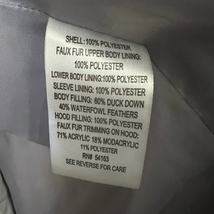 SHELL: 100% POLYESTER
FAUX FUR UPPER BODY LINING:
100% POLYESTER
LOWER BODY LINING:100% POLYESTER
SLEEVE LINING: 100% POLYESTER
BODY FILLING: 60% DUCK DOWN
40% WATERFOWL FEATHERS
HOOD FILLING: 100% POLYESTER
FAUX FUR TRIMMING ON HOOD:
71% ACRYLIC 18% MODACRYLIC
11% POLYESTER
RN# 54163
SEE REVERSE FOR CARE